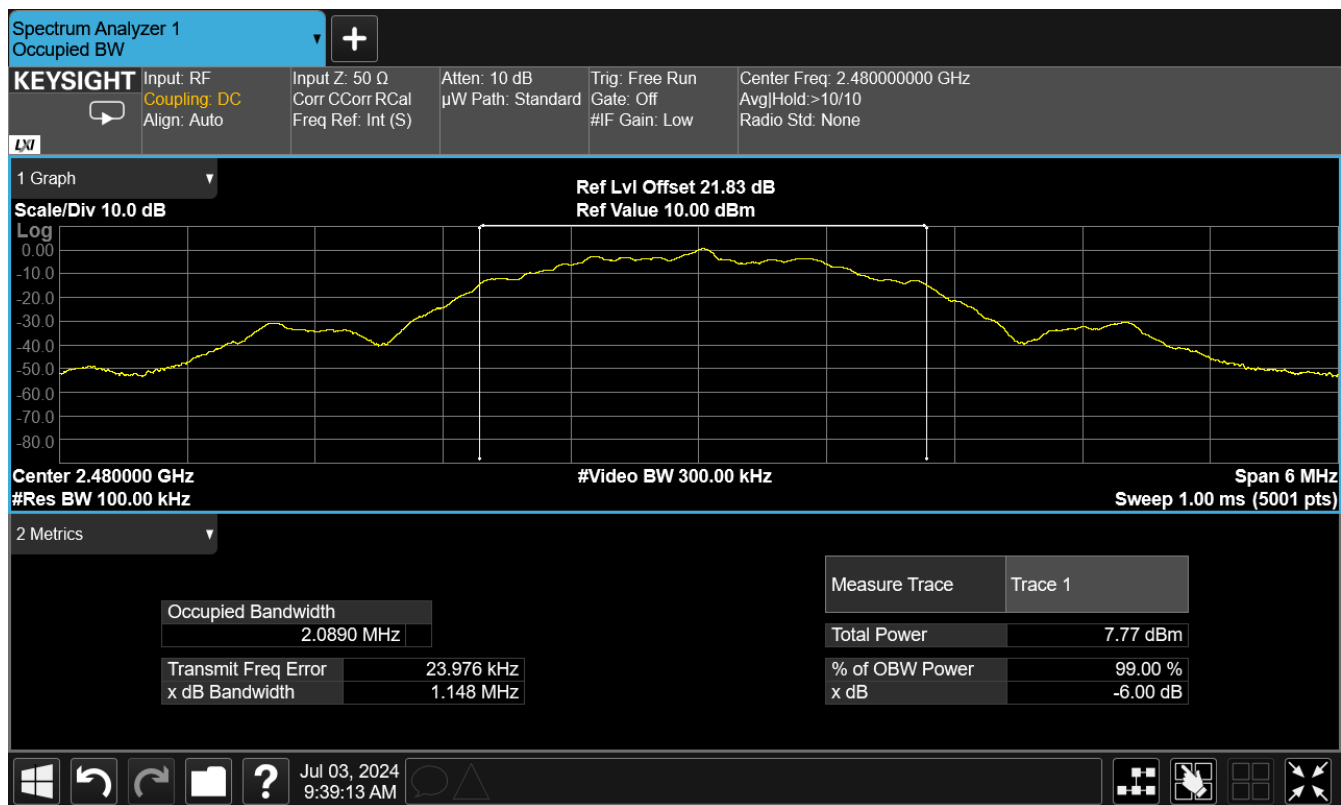 Spectrum Analyzer 1
Occupied BW
KEYSIGHT
LXI
Input: RF
Coupling: DC
Align: Auto
Input Z: 50 Ω
Corr CCorr RCal
Freq Ref: Int (S)
Atten: 10 dB
µW Path: Standard
Trig: Free Run
Gate: Off
#IF Gain: Low
Center Freq: 2.480000000 GHz
Avg|Hold:>10/10
Radio Std: None
1 Graph
Ref Lvl Offset 21.83 dB
Scale/Div 10.0 dB
Ref Value 10.00 dBm
Log
0.00
-10.0
-20.0
-30.0
-40.0
-50.0
-60.0
-70.0
-80.0
Center 2.480000 GHz
#Video BW 300.00 kHz
Span 6 MHz
#Res BW 100.00 kHz
Sweep 1.00 ms (5001 pts)
2 Metrics
Measure Trace Trace 1
Occupied Bandwidth
2.0890 MHz
Total Power 7.77 dBm
Transmit Freq Error 23.976 kHz
% of OBW Power 99.00 %
x dB Bandwidth 1.148 MHz
x dB -6.00 dB
?
Jul 03, 2024
9:39:13 AM